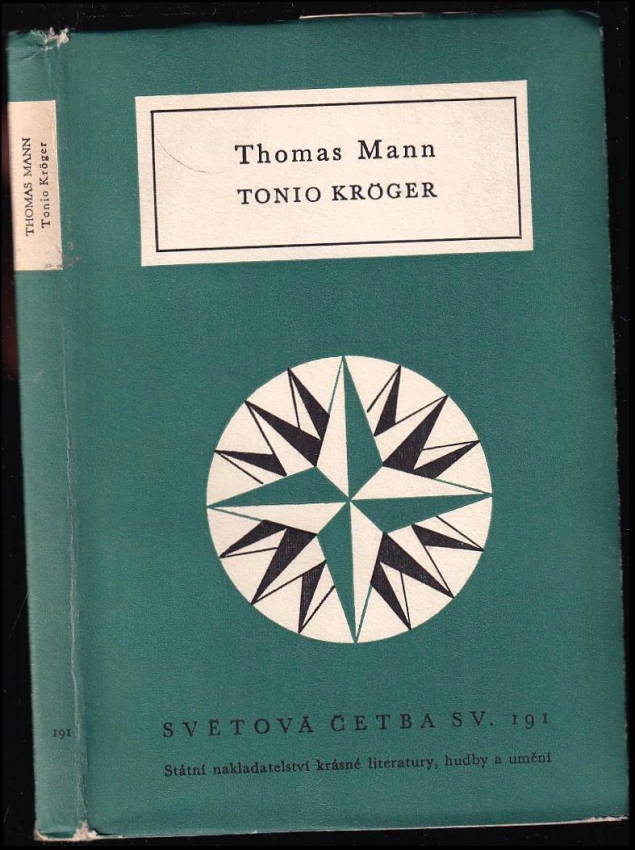 THOMAS MANN
Tonio Kröger
191
Thomas Mann
TONIO KRÖGER
SVĚTOVÁ ČETBA SV. 191
Státní nakladatelství krásné literatury, hudby a umění